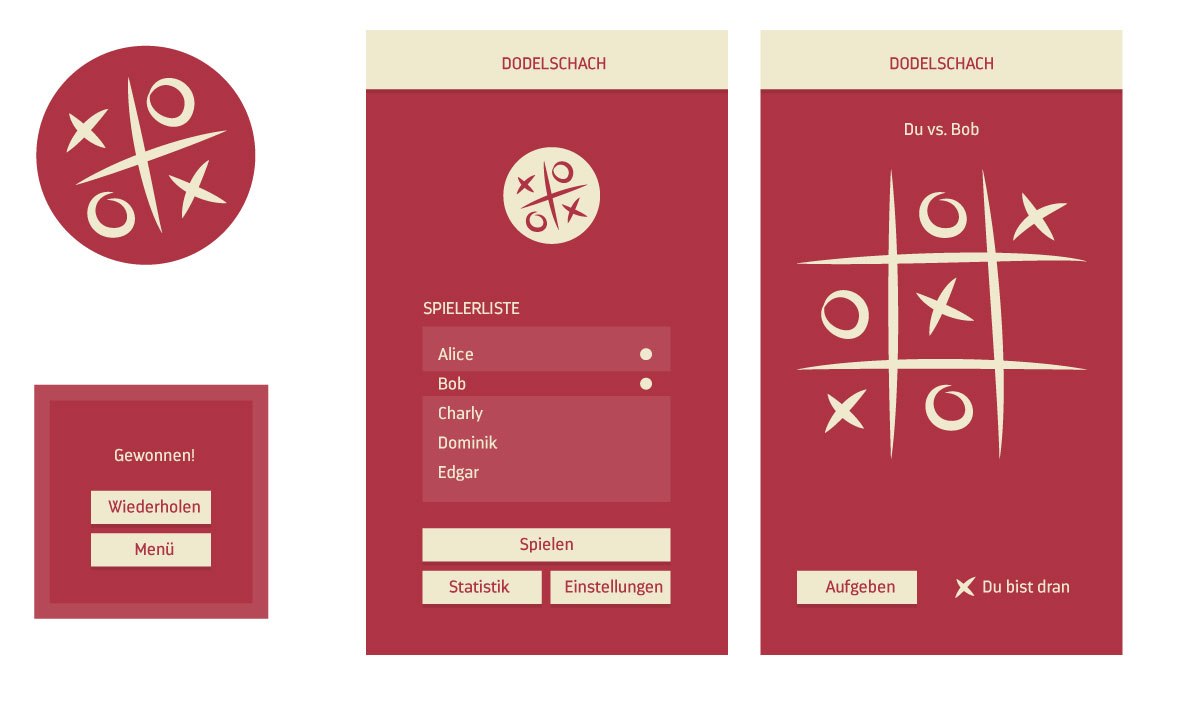 Gewonnen!
Wiederholen
Menü
DODELSCHACH
SPIELERLISTE
Alice
Bob
Charly
Dominik
Edgar
Spielen
Statistik
Einstellungen
DODELSCHACH
Du vs. Bob
Aufgeben
Du bist dran